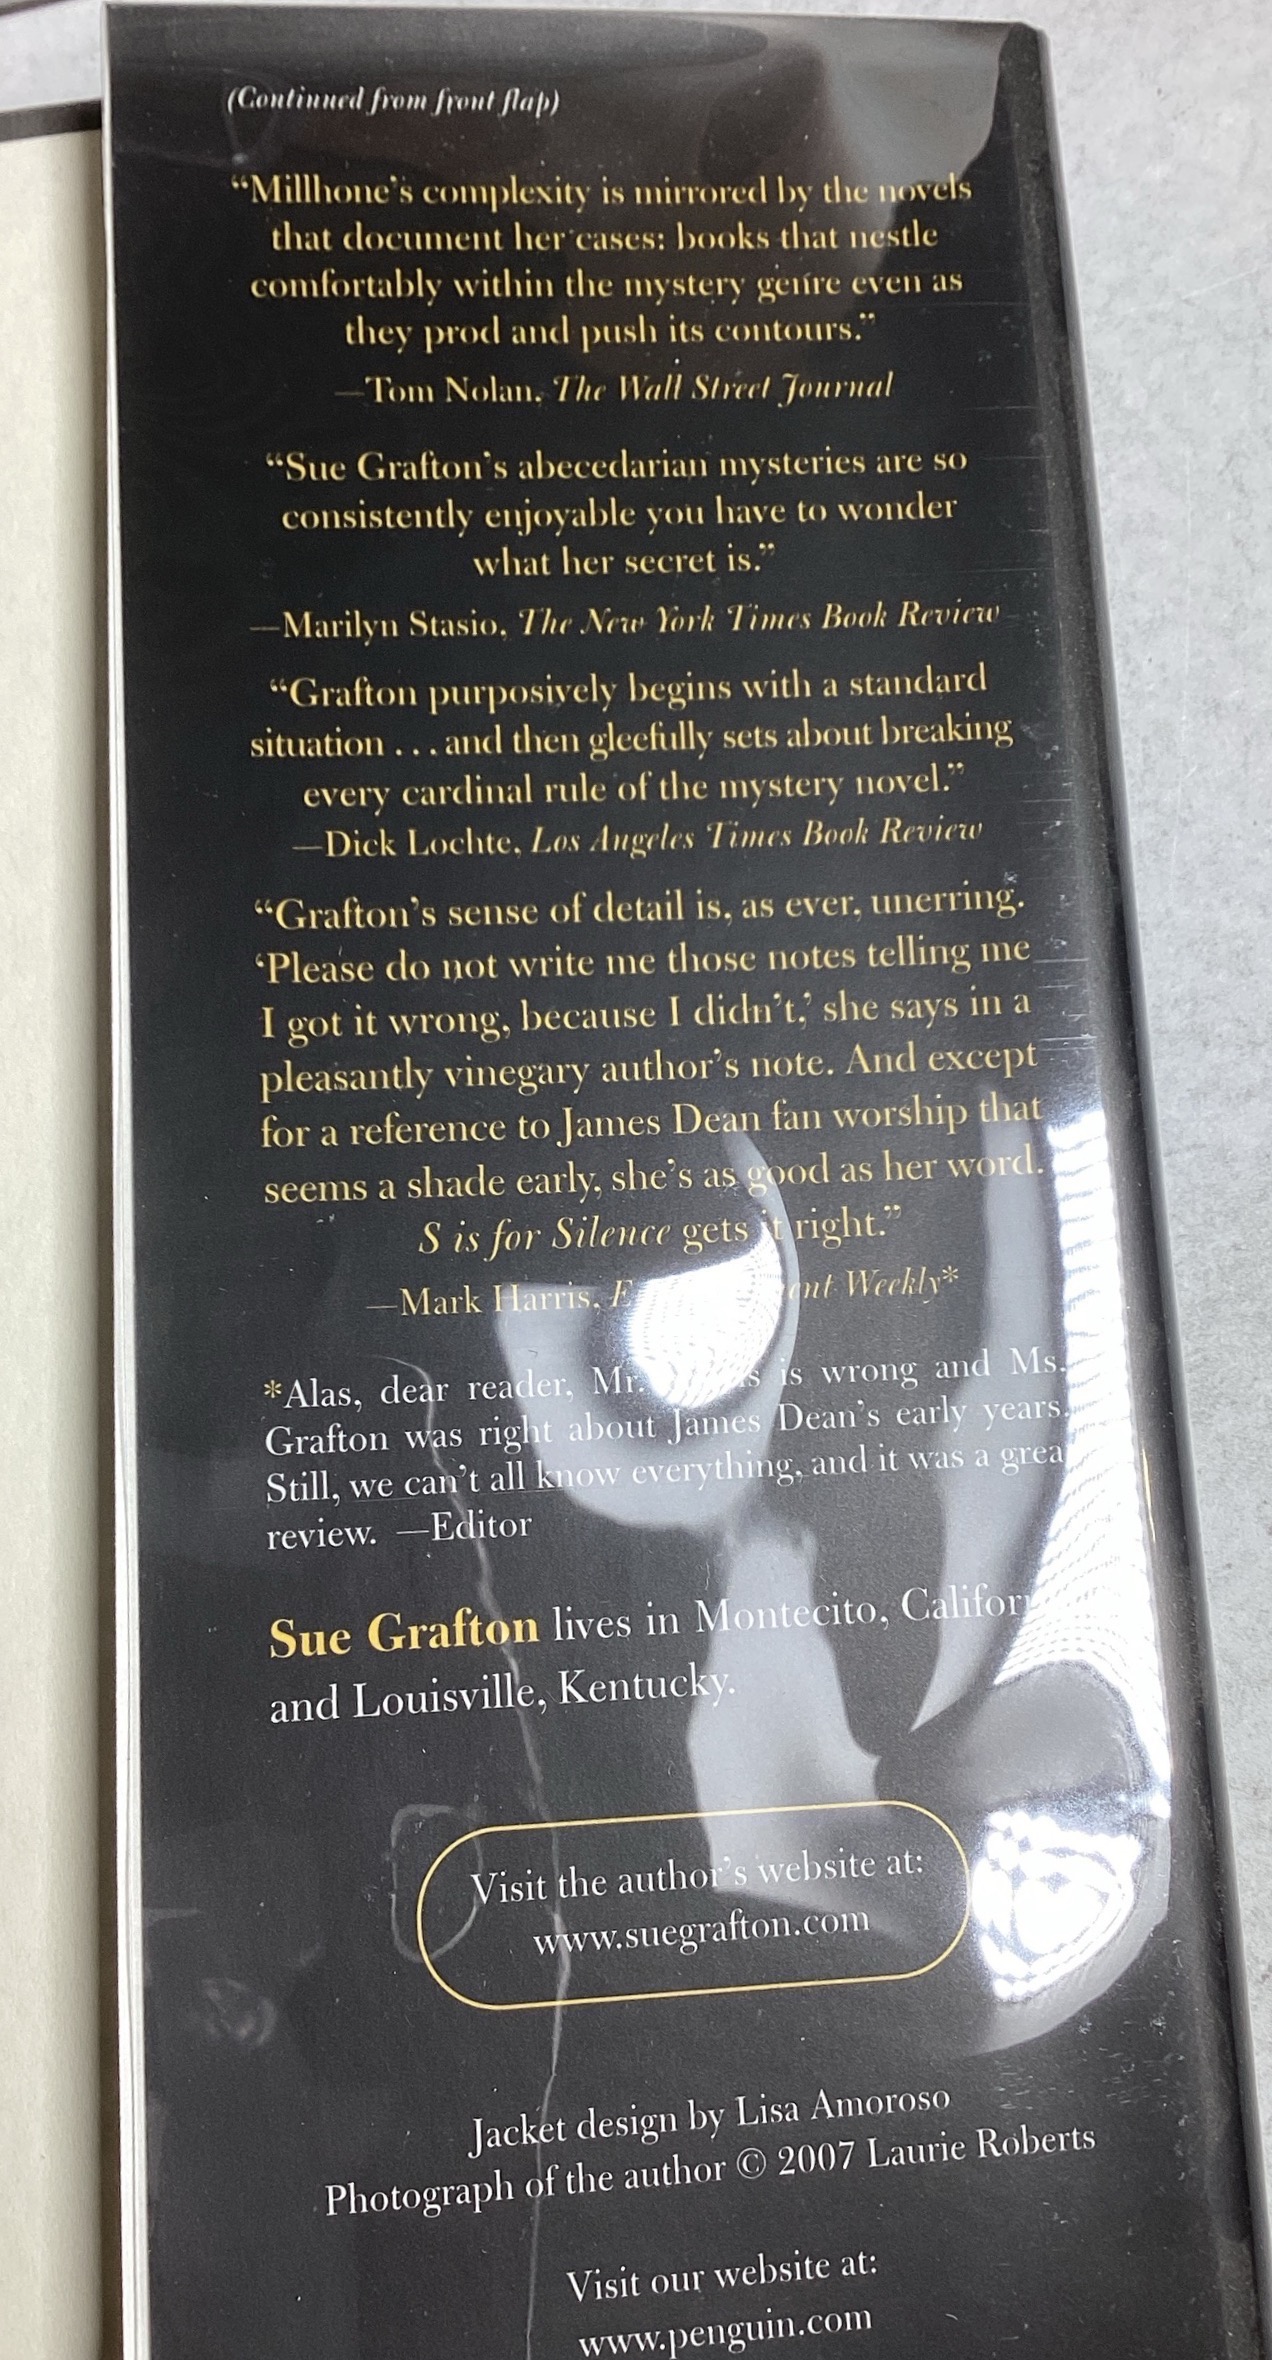 (Continued from front flap)
“Millhone’s complexity is mirrored by the novels
that document her cases: books that nestle
comfortably within the mystery genre even as
they prod and push its contours.”
—Tom Nolan, The Wall Street Journal
“Sue Grafton’s abecedarian mysteries are so
consistently enjoyable you have to wonder
what her secret is.”
—Marilyn Stasio, The New York Times Book Review
“Grafton purposively begins with a standard
situation . . . and then gleefully sets about breaking
every cardinal rule of the mystery novel.”
—Dick Lochte, Los Angeles Times Book Review
“Grafton’s sense of detail is, as ever, unerring.
‘Please do not write me those notes telling me
I got it wrong, because I didn’t,’ she says in a
pleasantly vinegary author’s note. And except
for a reference to James Dean fan worship that
seems a shade early, she’s as good as her word.
S is for Silence gets it right.”
—Mark Harris, Weekly*
*Alas, dear reader, Mr. is wrong and Ms.
Grafton was right about James Dean’s early years.
Still, we can’t all know everything, and it was a
review. —Editor
Sue Grafton lives in Montecito,
and Louisville, Kentucky.
Visit the author’s website at:
www.suegrafton.com
Jacket design by Lisa Amoroso
Photograph of the author © 2007 Laurie Roberts
Visit our website at:
www.penguin.com